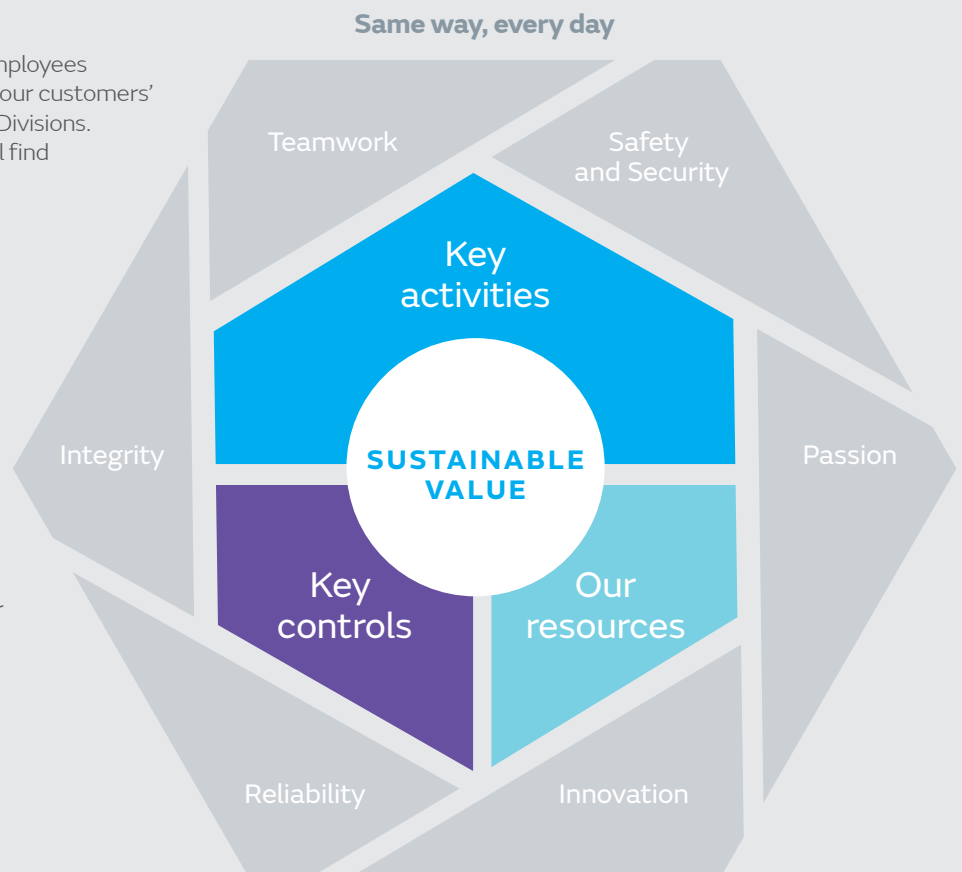 Same way, every day
our customers’
Divisions.
find
Teamwork
Safety
and Security
Key
activities
Integrity
SUSTAINABLE
VALUE
Passion
Key
controls
Our
resources
Reliability
Innovation